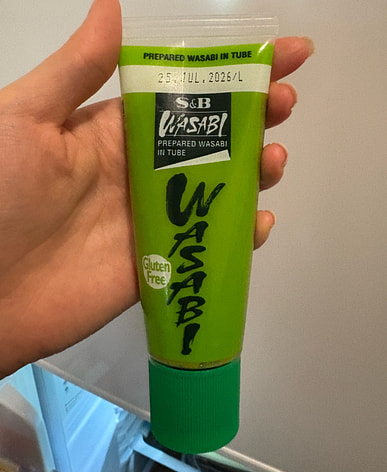 PREPARED WASABI IN TUBE
25.JUL.2026/L
S&B
WASABI
PREPARED WASABI
IN TUBE
WASABI
Gluten
Free